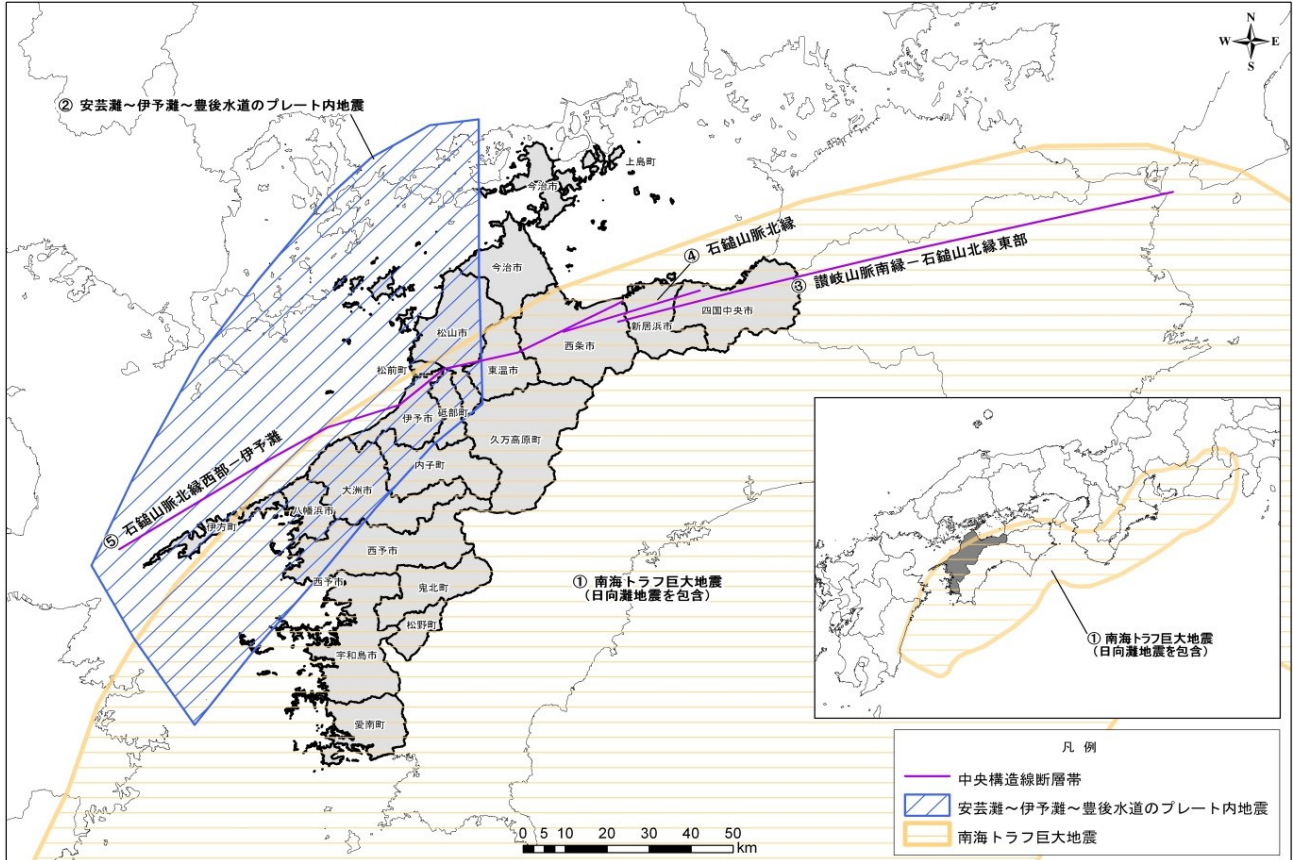 N
W E
S
② 安芸灘～伊予灘～豊後水道のプレート内地震
上島町
今治市
今治市
④ 石鎚山脈北縁
③ 讃岐山脈南縁－石鎚山北縁東部
四国中央市
新居浜市
松山市
西条市
松前町
東温市
伊予市
砥部町
久万高原町
内子町
⑤ 石鎚山脈北縁西部－伊予灘
大洲市
八幡浜市
伊方町
西予市
西予市
鬼北町
① 南海トラフ巨大地震
（日向灘地震を包含）
松野町
宇和島市
愛南町
① 南海トラフ巨大地震
（日向灘地震を包含）
凡 例
中央構造線断層帯
安芸灘～伊予灘～豊後水道のプレート内地震
南海トラフ巨大地震
0 5 10 20 30 40 50
km